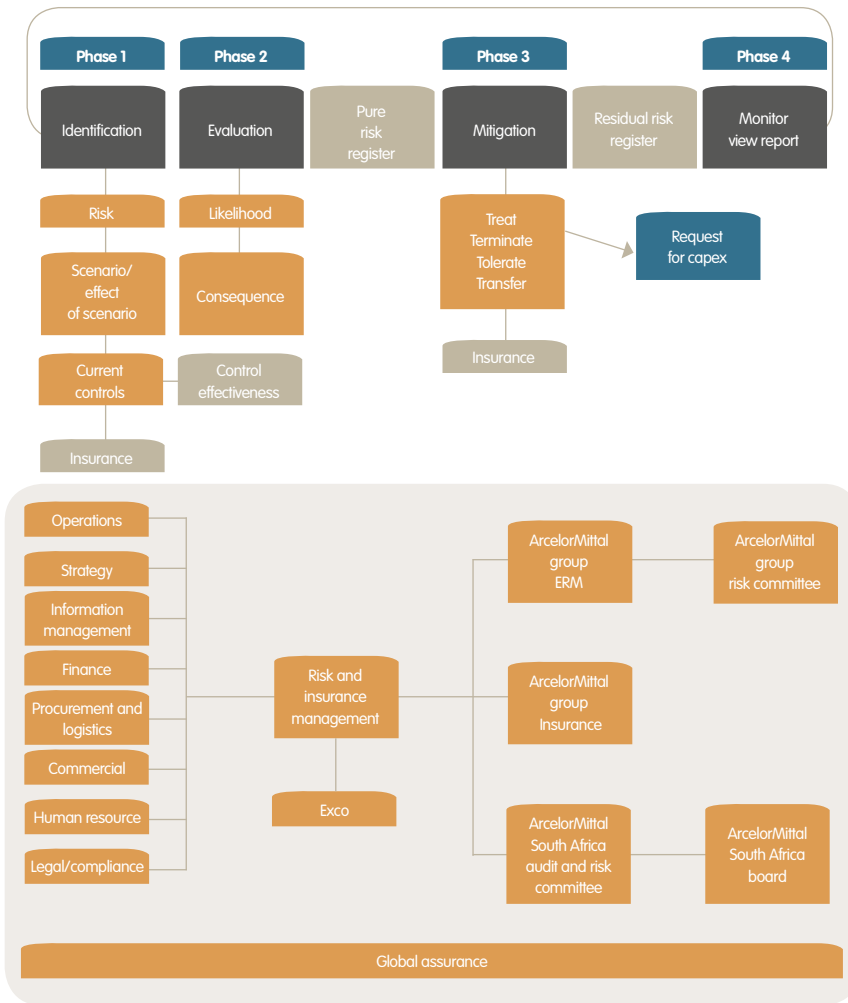 Phase 1
Phase 2
Phase 3
Phase 4
Identification
Evaluation
Pure
risk
register
Mitigation
Residual risk
register
Monitor
view report
Risk
Likelihood
Treat
Terminate
Tolerate
Transfer
Request
for capex
Scenario/
effect
of scenario
Consequence
Insurance
Current
controls
Control
effectiveness
Insurance
Operations
Strategy
Information
management
Finance
Procurement and
logistics
Commercial
Human resource
Legal/compliance
Risk and
insurance
management
Exco
ArcelorMittal
group
ERM
ArcelorMittal
group
risk committee
ArcelorMittal
group
Insurance
ArcelorMittal
South Africa
audit and risk
committee
ArcelorMittal
South Africa
board
Global assurance